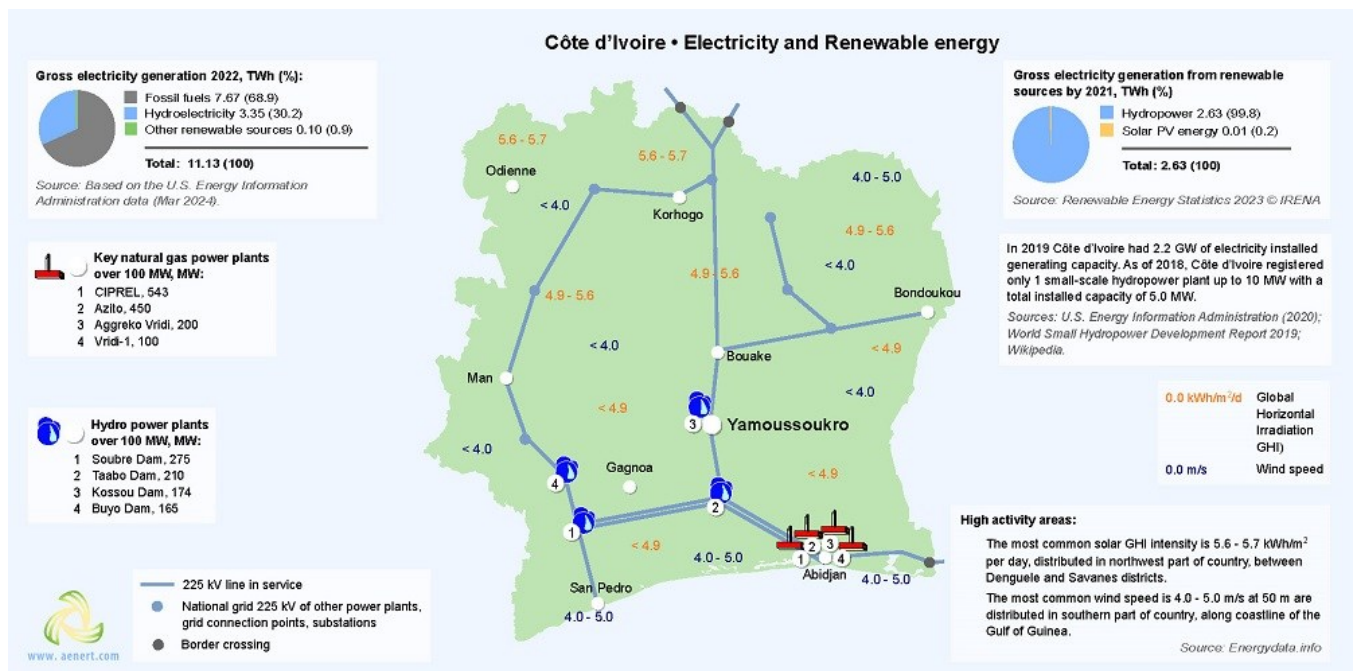 Côte d'Ivoire • Electricity and Renewable energy
Gross electricity generation 2022, TWh (%):
Fossil fuels 7.67 (68.9)
Hydroelectricity 3.35 (30.2)
Other renewable sources 0.10 (0.9)
Total: 11.13 (100)
Source: Based on the U.S. Energy Information
Administration data (Mar 2024).
Key natural gas power plants
over 100 MW, MW:
1 CIPREL, 543
2 Azito, 450
3 Aggreko Vridi, 200
4 Vridi-1, 100
Hydro power plants
over 100 MW, MW:
1 Soubre Dam, 275
2 Taabo Dam, 210
3 Kossou Dam, 174
4 Buyo Dam, 165
225 kV line in service
National grid 225 kV of other power plants,
grid connection points, substations
Border crossing
www.aenert.com
5.6 - 5.7
5.6 - 5.7
Odienne
4.0 - 5.0
< 4.0
Korhogo
4.9 - 5.6
< 4.0
4.9 - 5.6
4.9 - 5.6
Bondoukou
< 4.0
< 4.9
Bouake
Man
< 4.0
< 4.9
3
Yamoussoukro
< 4.0
Gagnoa
< 4.9
4
2
1
< 4.9
4.0 - 5.0
1
2
3
4
Abidjan
4.0 - 5.0
San Pedro
4.0 - 5.0
Gross electricity generation from renewable
sources by 2021, TWh (%)
Hydropower 2.63 (99.8)
Solar PV energy 0.01 (0.2)
Total: 2.63 (100)
Source: Renewable Energy Statistics 2023 © IRENA
In 2019 Côte d'Ivoire had 2.2 GW of electricity installed
generating capacity. As of 2018, Côte d'Ivoire registered
only 1 small-scale hydropower plant up to 10 MW with a
total installed capacity of 5.0 MW.
Sources: U.S. Energy Information Administration (2020);
World Small Hydropower Development Report 2019;
Wikipedia.
0.0 kWh/m²/d Global
Horizontal
Irradiation
GHI)
0.0 m/s Wind speed
High activity areas:
The most common solar GHI intensity is 5.6 - 5.7 kWh/m²
per day, distributed in northwest part of country, between
Denguele and Savanes districts.
The most common wind speed is 4.0 - 5.0 m/s at 50 m are
distributed in southern part of country, along coastline of the
Gulf of Guinea.
Source: Energydata.info